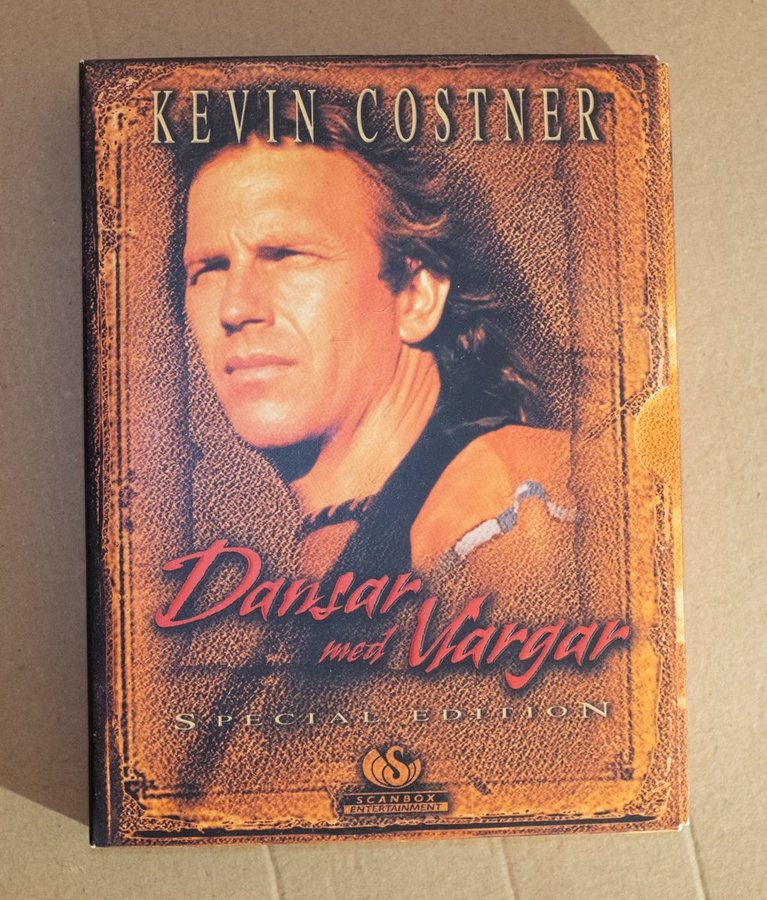 KEVIN COSTNER
Dansar
med Vargar
SPECIAL EDITION
S
SCANBOX
ENTERTAINMENT